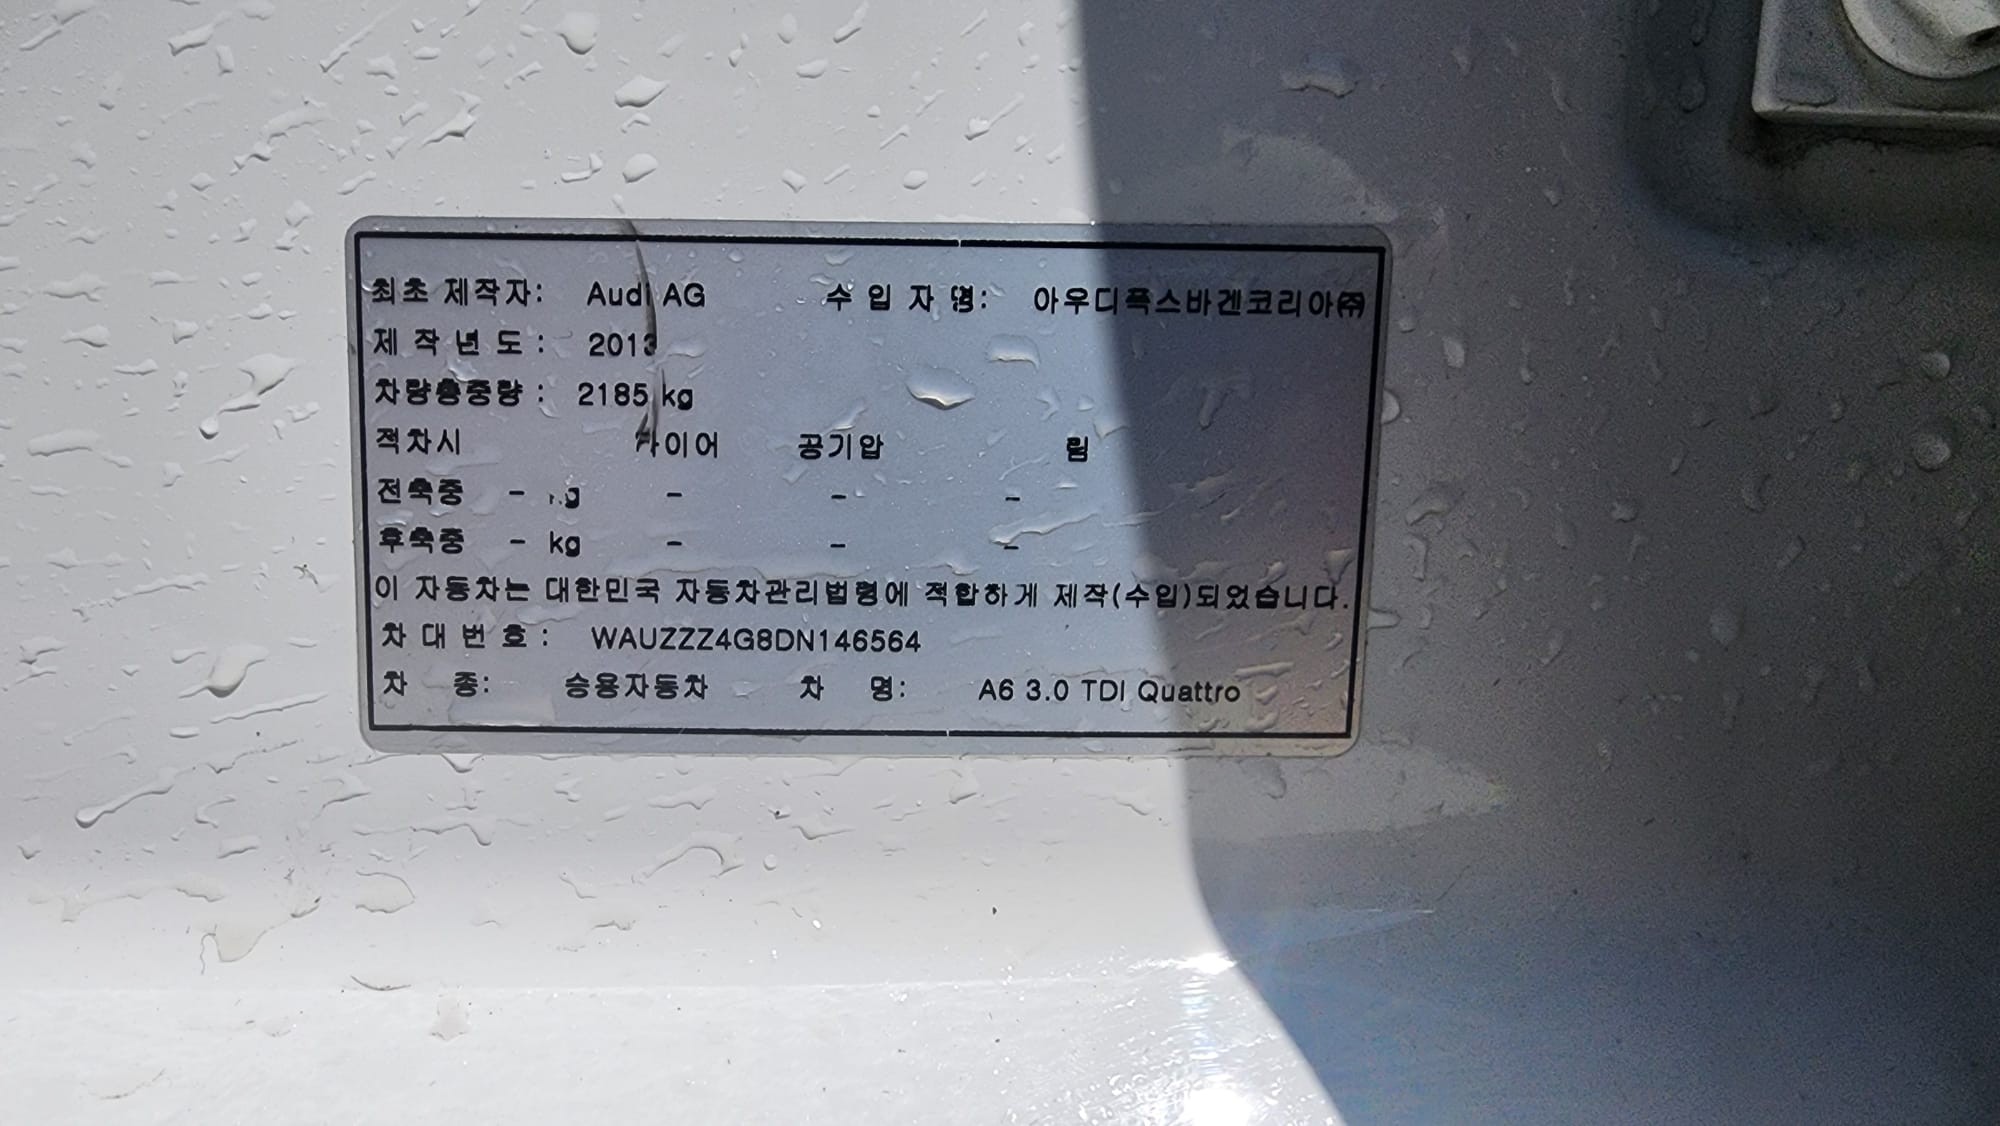 최초 제작자: Audi AG 수 입 자 명: 아우디폭스바겐코리아㈜
제 작 년 도 : 2013
차량총중량 : 2185 kg
적차시 타이어 공기압 림
전축중 - kg - - -
후축중 - kg - - -
이 자동차는 대한민국 자동차관리법령에 적합하게 제작(수입)되었습니다.
차 대 번 호 : WAUZZZ4G8DN146564
차 종: 승용자동차 차 명: A6 3.0 TDI Quattro